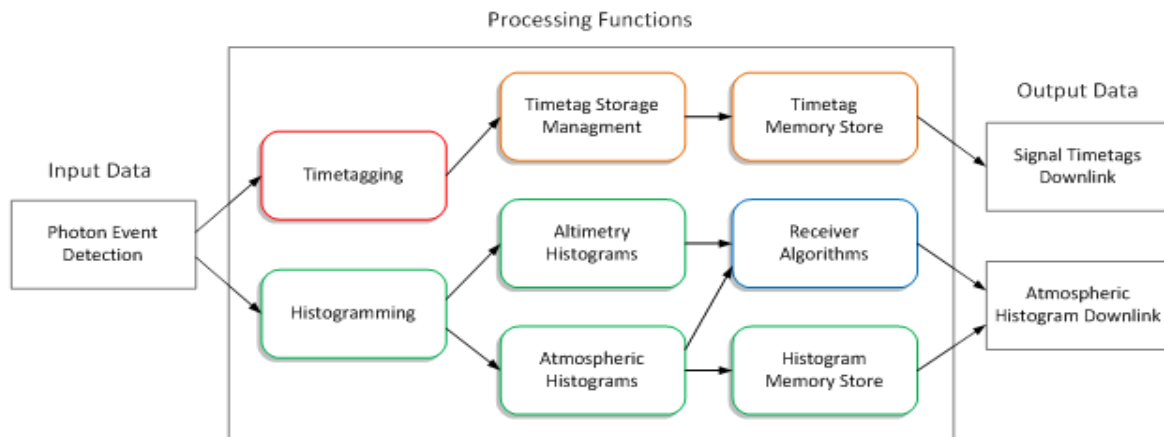 Processing Functions
Input Data
Photon Event
Detection
Timetagging
Histogramming
Timetag Storage
Managment
Altimetry
Histograms
Atmospheric
Histograms
Timetag
Memory Store
Receiver
Algorithms
Histogram
Memory Store
Output Data
Signal Timetags
Downlink
Atmospheric
Histogram Downlink